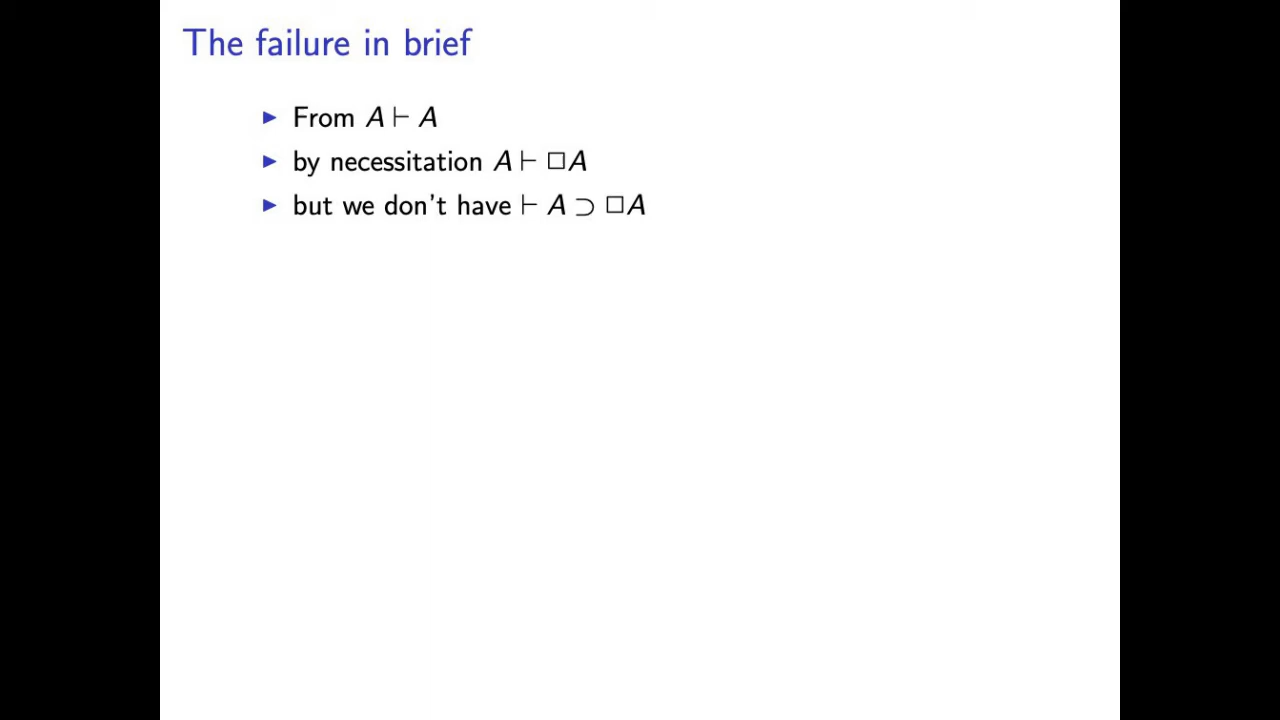 The failure in brief
▶ From A ⊢ A
▶ by necessitation A ⊢ □A
▶ but we don't have ⊢ A ⊃ □A